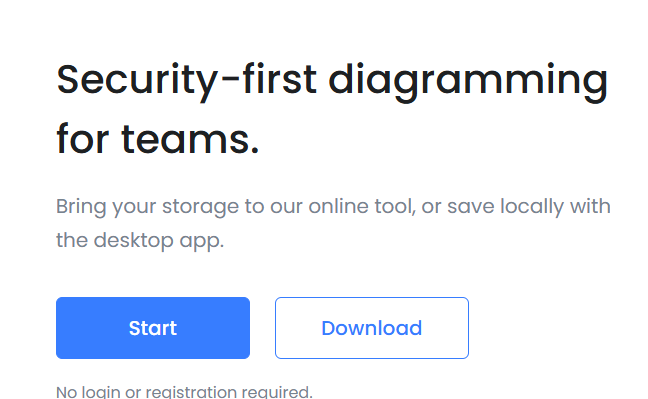 Security-first diagramming
for teams.
Bring your storage to our online tool, or save locally with
the desktop app.
Start
Download
No login or registration required.